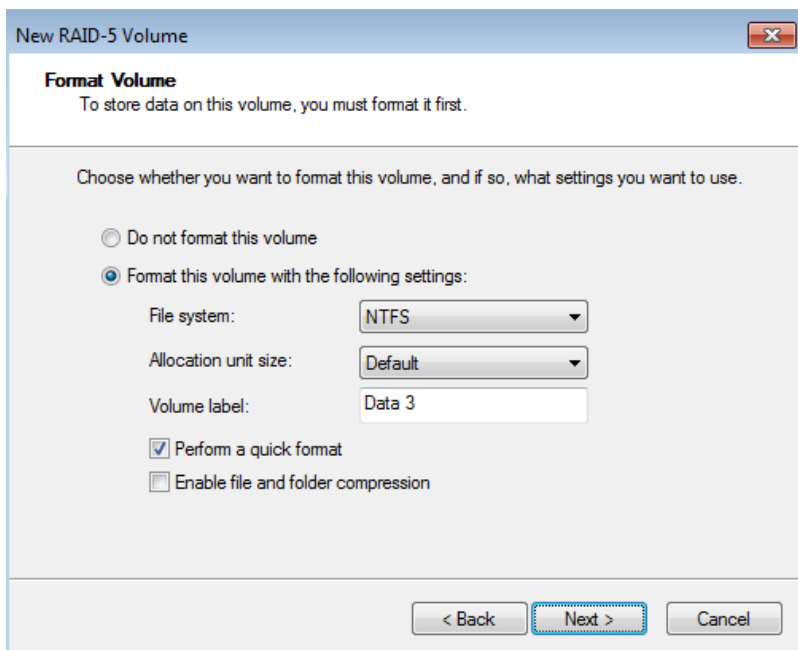 New RAID-5 Volume
Format Volume
To store data on this volume, you must format it first.
Choose whether you want to format this volume, and if so, what settings you want to use.
Do not format this volume
Format this volume with the following settings:
File system: NTFS
Allocation unit size: Default
Volume label: Data 3
Perform a quick format
Enable file and folder compression
< Back Next > Cancel